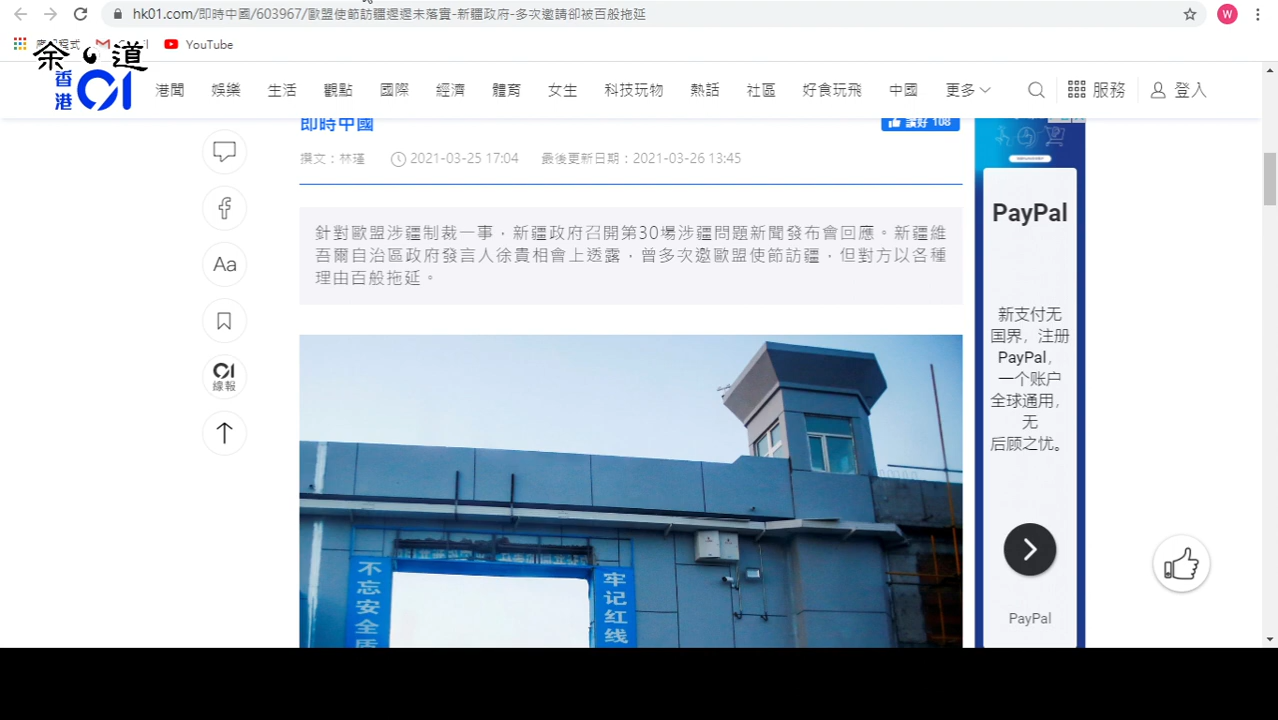 hk01.com/即時中國/603967/歐盟使節訪疆遲遲未落實-新疆政府-多次邀請卻被百般拖延
W
YouTube
余道
香港01
港聞 娛樂 生活 觀點 國際 經濟 體育 女生 科技玩物 熱話 社區 好食玩飛 中國 更多 服務 登入
即時中國
讚好 108
撰文：林瑾 2021-03-25 17:04 最後更新日期：2021-03-26 13:45
針對歐盟涉疆制裁一事，新疆政府召開第30場涉疆問題新聞發布會回應。新疆維
吾爾自治區政府發言人徐貴相會上透露，曾多次邀歐盟使節訪疆，但對方以各種
理由百般拖延。
Aa
01
線報
PayPal
新支付无
国界，注册
PayPal，
一个账户
全球通用，
无
后顾之忧。
PayPal
不忘安全
牢记红线